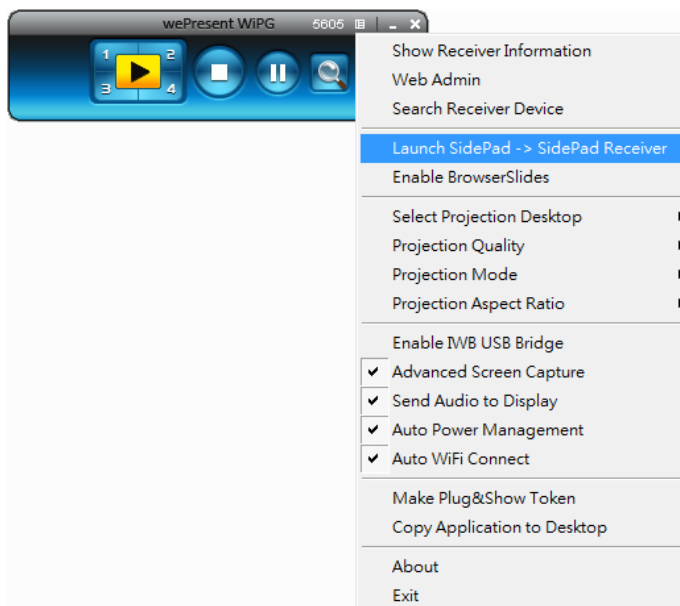 wePresent WiPG 5605
1 2
3 4
Show Receiver Information
Web Admin
Search Receiver Device
Launch SidePad -> SidePad Receiver
Enable BrowserSlides
Select Projection Desktop
Projection Quality
Projection Mode
Projection Aspect Ratio
Enable IWB USB Bridge
Advanced Screen Capture
Send Audio to Display
Auto Power Management
Auto WiFi Connect
Make Plug&Show Token
Copy Application to Desktop
About
Exit